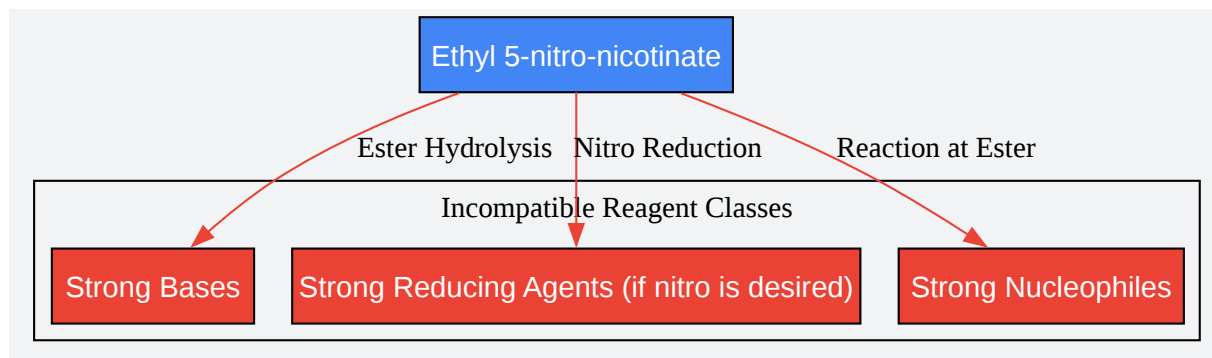 Ethyl 5-nitro-nicotinate
Ester Hydrolysis
Nitro Reduction
Reaction at Ester
Incompatible Reagent Classes
Strong Bases
Strong Reducing Agents (if nitro is desired)
Strong Nucleophiles